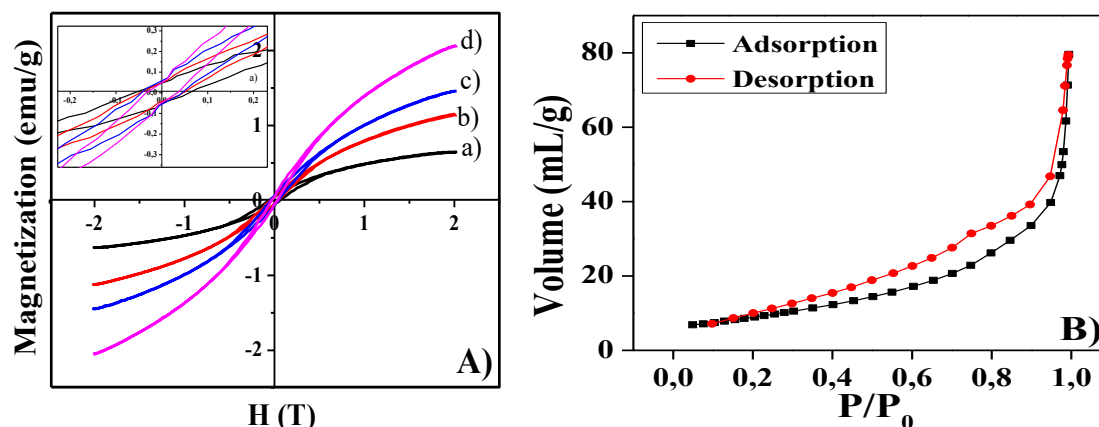 Magnetization (emu/g)
0,3
0,2
0,1
0,0
-0,1
-0,2
-0,3
-0,2
-0,1
0,0
0,1
0,2
a)
2
1
0
-1
-2
-2
-1
0
1
2
d)
c)
b)
a)
A)
H (T)
Volume (mL/g)
80
60
40
20
0
Adsorption
Desorption
B)
0,0
0,2
0,4
0,6
0,8
1,0
P/P₀